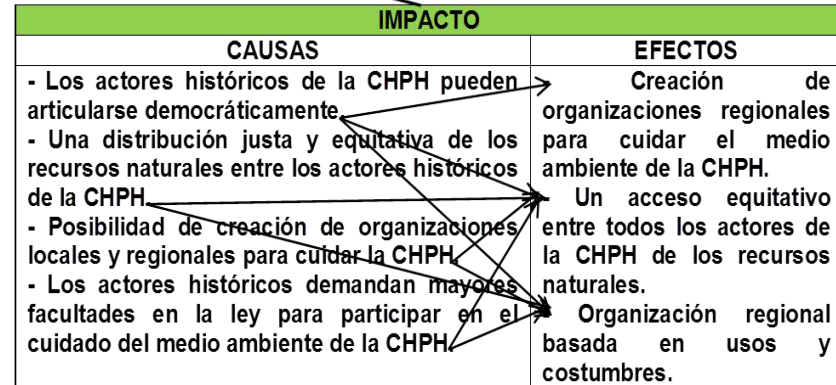 IMPACTO
CAUSAS
- Los actores históricos de la CHPH pueden
articularse democráticamente.
- Una distribución justa y equitativa de los
recursos naturales entre los actores históricos
de la CHPH.
- Posibilidad de creación de organizaciones
locales y regionales para cuidar la CHPH.
- Los actores históricos demandan mayores
facultades en la ley para participar en el
cuidado del medio ambiente de la CHPH.
EFECTOS
- Creación de
organizaciones regionales
para cuidar el medio
ambiente de la CHPH.
- Un acceso equitativo
entre todos los actores de
la CHPH de los recursos
naturales.
- Organización regional
basada en usos y
costumbres.